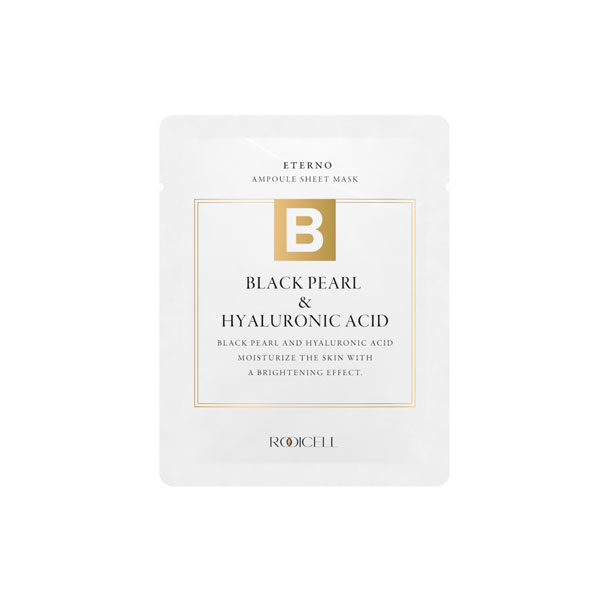 ETERNO
AMPOULE SHEET MASK
B
BLACK PEARL
&
HYALURONIC ACID
BLACK PEARL AND HYALURONIC ACID
MOISTURIZE THE SKIN WITH
A BRIGHTENING EFFECT.
ROOICELL